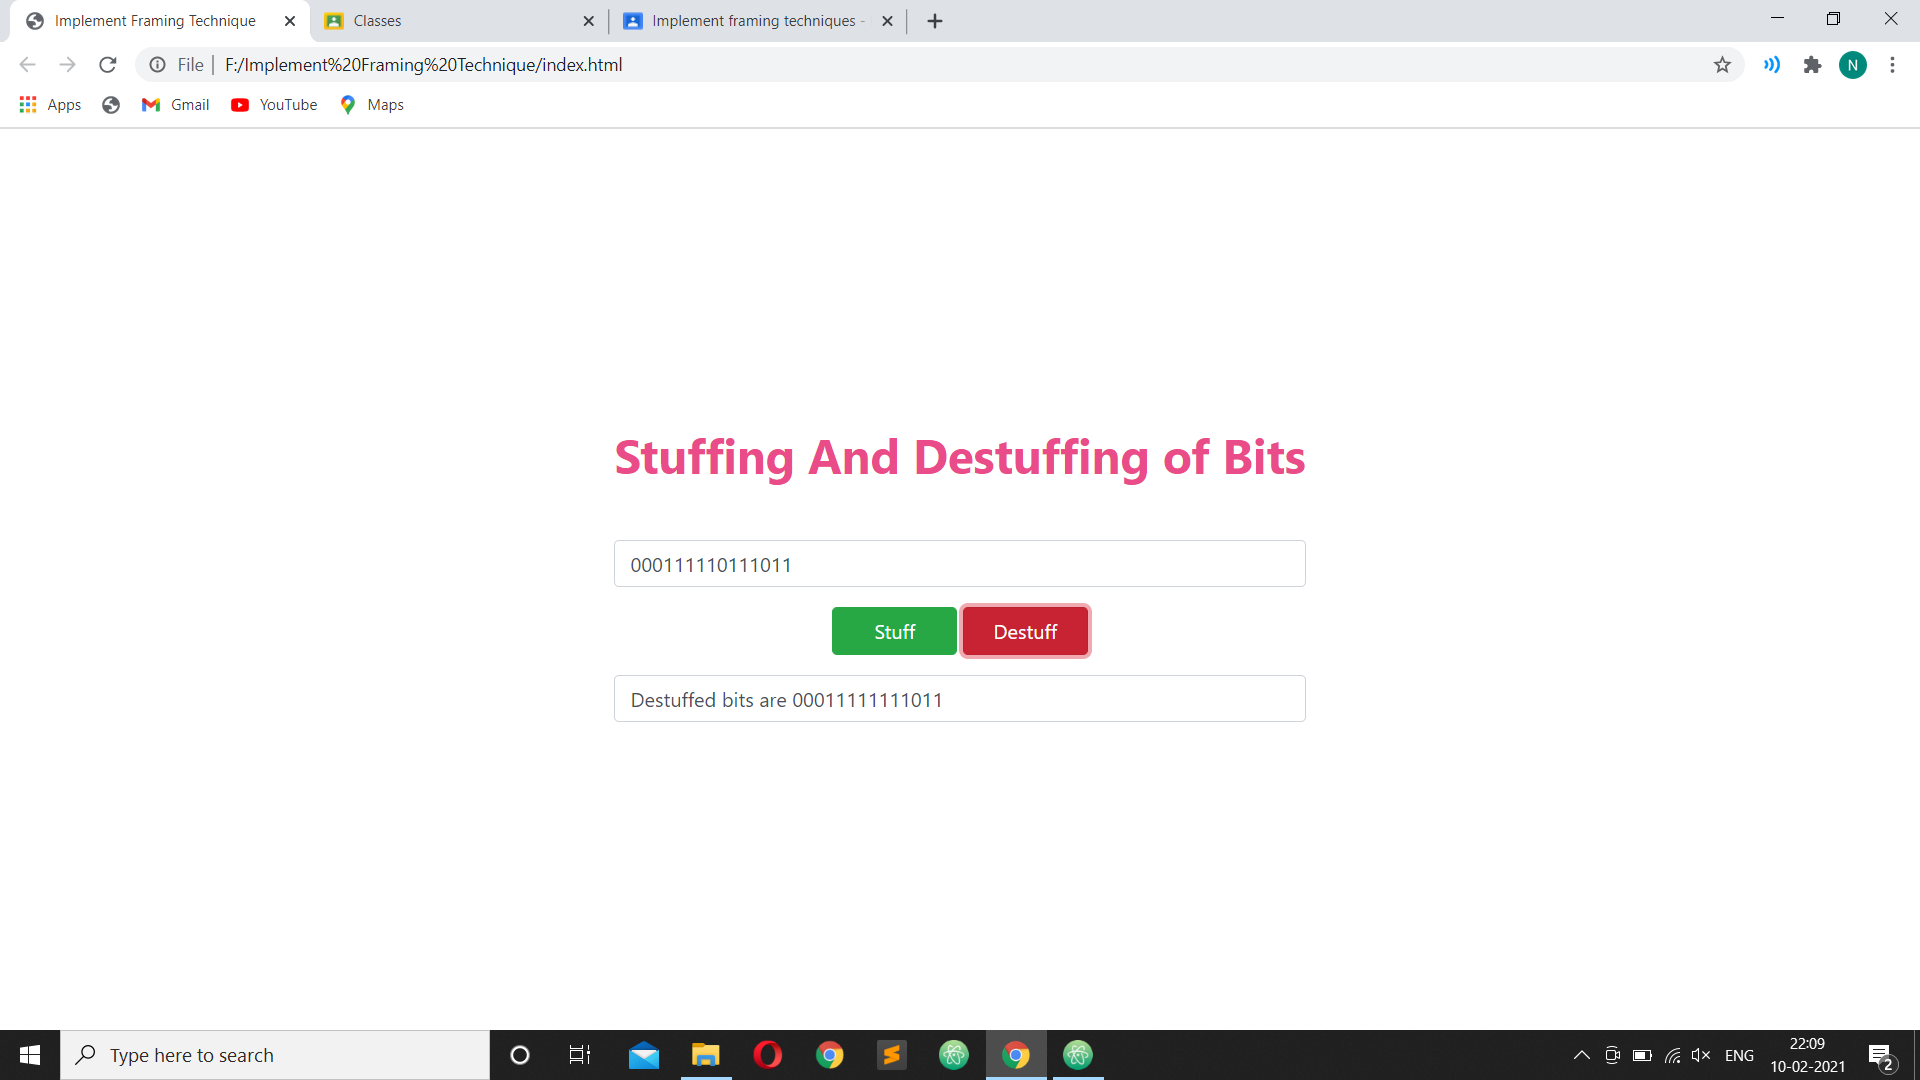 Implement Framing Technique
Classes
Implement framing techniques -
File
F:/Implement%20Framing%20Technique/index.html
N
Apps
Gmail
YouTube
Maps
Stuffing And Destuffing of Bits
000111110111011
Stuff
Destuff
Destuffed bits are 00011111111011
Type here to search
ENG
22:09
10-02-2021
2